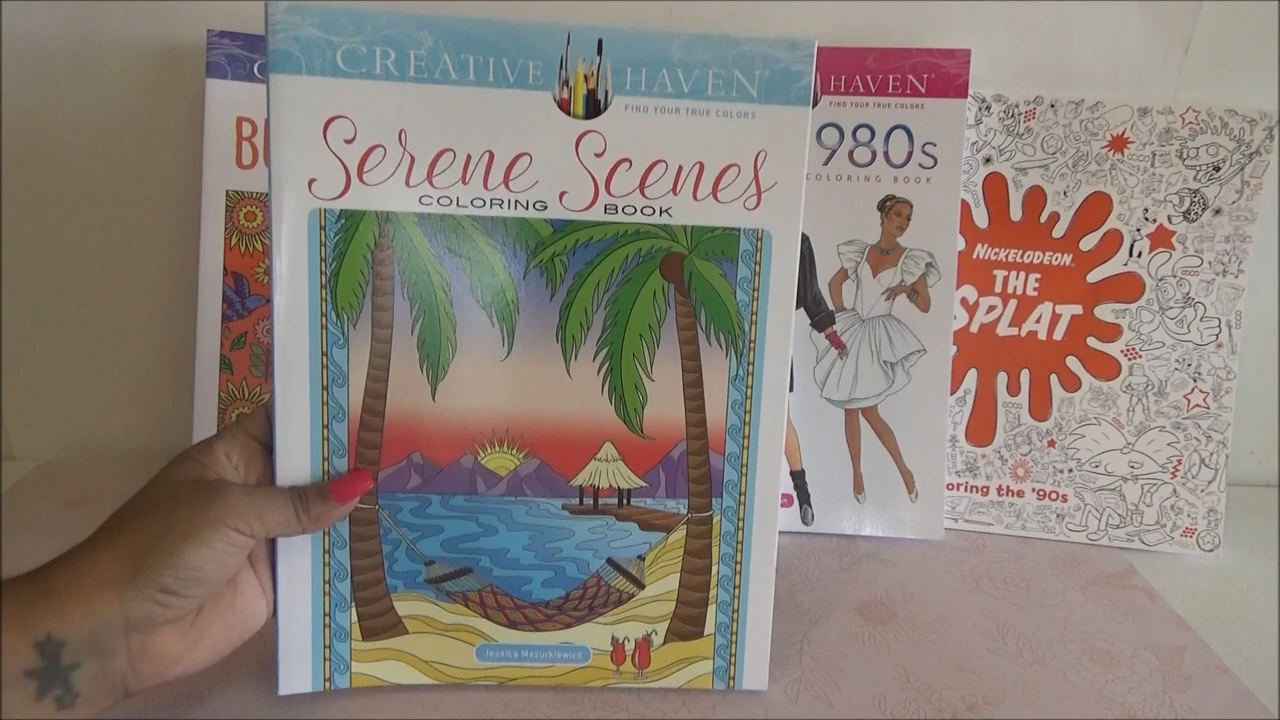 CREATIVE HAVEN®
FIND YOUR TRUE COLORS
Serene Scenes
COLORING BOOK
Jessica Mazurkiewicz
HAVEN®
FIND YOUR TRUE COLORS
980s
COLORING BOOK
NICKELODEON™
THE
SPLAT
oring the '90s